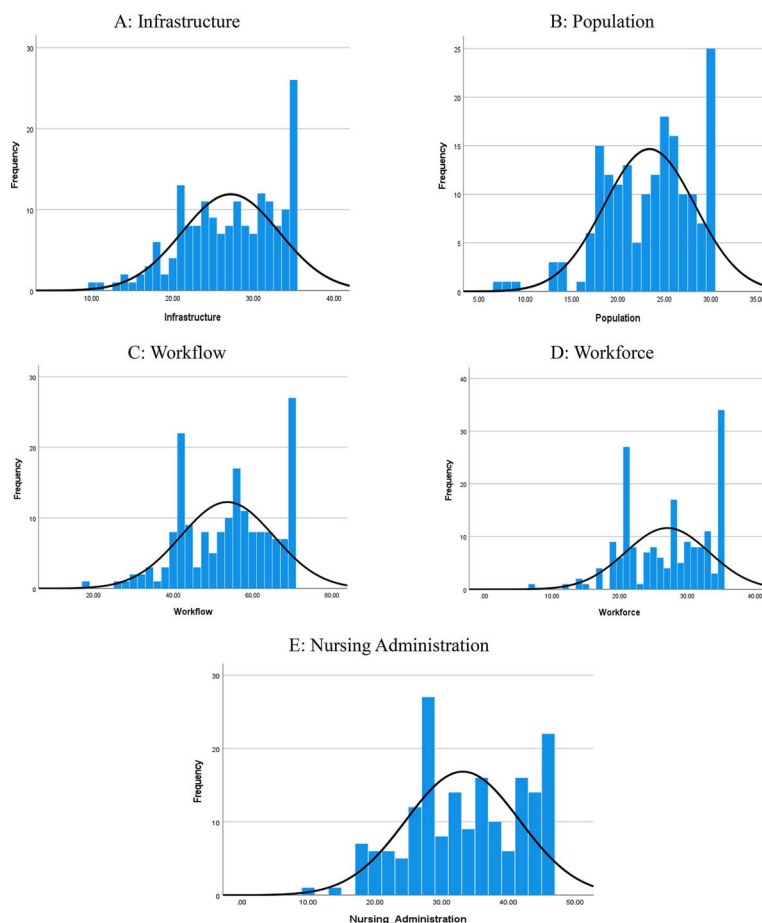 A: Infrastructure
B: Population
30
20
10
0
Frequency
10.00 20.00 30.00 40.00
Infrastructure
25
20
15
10
5
0
Frequency
5.00 10.00 15.00 20.00 25.00 30.00
Population
C: Workflow
D: Workforce
30
20
10
0
Frequency
20.00 40.00 60.00 80.00
Workflow
40
30
20
10
0
Frequency
.00 10.00 20.00 30.00
Workforce
E: Nursing Administration
30
20
10
0
Frequency
.00 10.00 20.00 30.00 40.00 50.00
Nursing_Administration